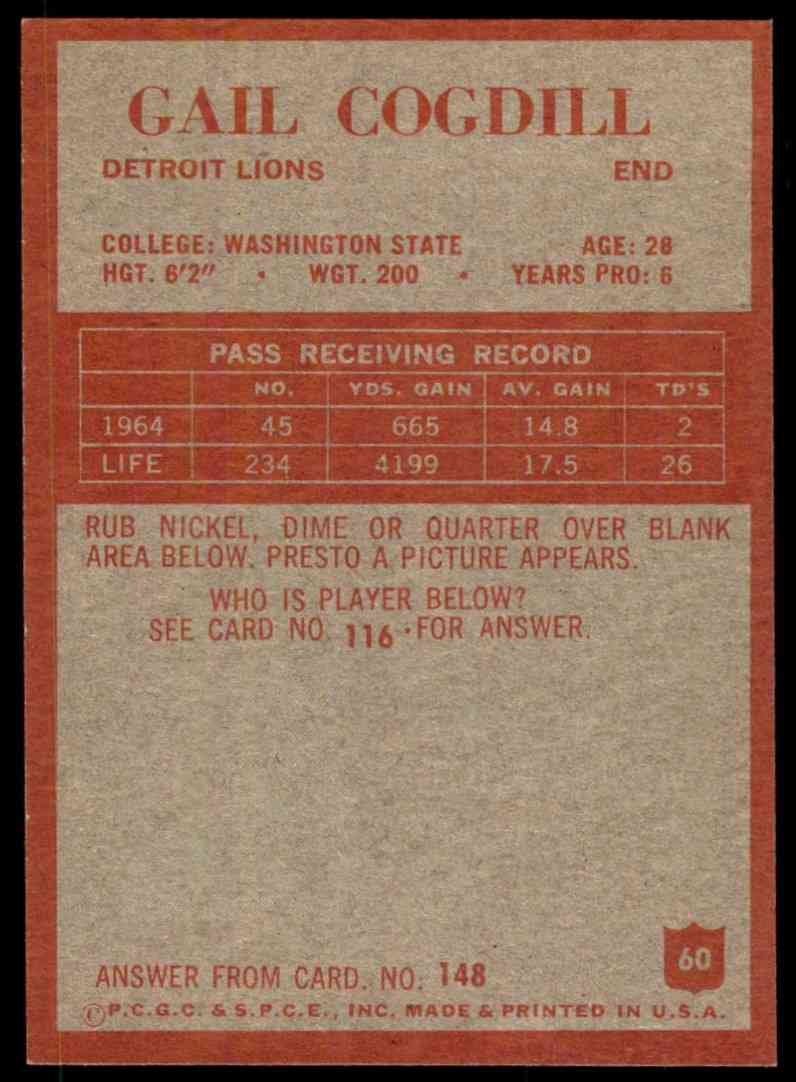 GAIL COGDILL
DETROIT LIONS END
COLLEGE: WASHINGTON STATE AGE: 28
HGT. 6'2" • WGT. 200 • YEARS PRO: 6
PASS RECEIVING RECORD
NO. YDS. GAIN AV. GAIN TD'S
1964 45 665 14.8 2
LIFE 234 4199 17.5 26
RUB NICKEL, DIME OR QUARTER OVER BLANK
AREA BELOW. PRESTO A PICTURE APPEARS.
WHO IS PLAYER BELOW?
SEE CARD NO. 116 • FOR ANSWER.
60
ANSWER FROM CARD. NO. 148
©P.C.G.C. & S.P.C.E., INC. MADE & PRINTED IN U.S.A.